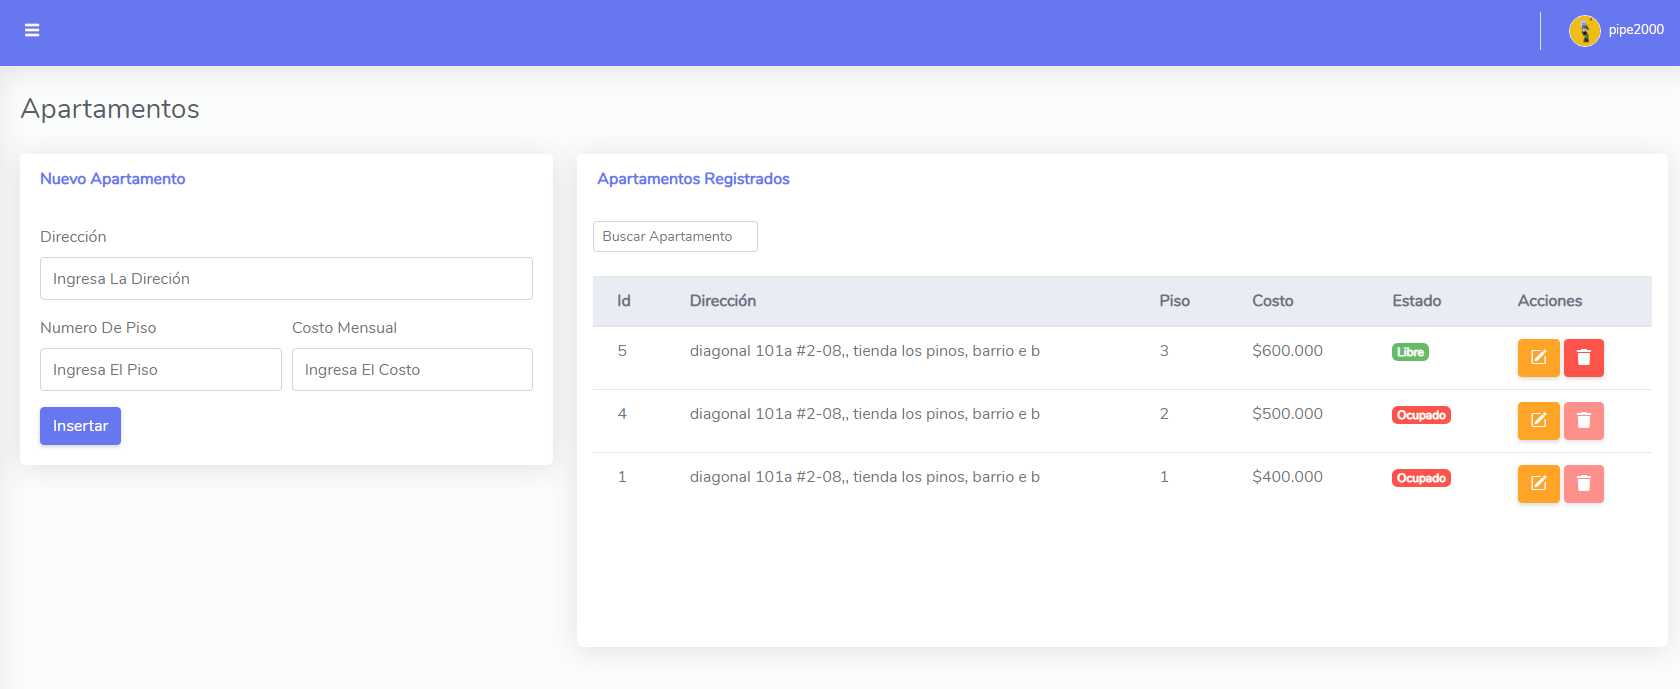 pipe2000
Apartamentos
Nuevo Apartamento
Dirección
Ingresa La Direción
Numero De Piso Costo Mensual
Ingresa El Piso Ingresa El Costo
Insertar
Apartamentos Registrados
Buscar Apartamento
Id Dirección Piso Costo Estado Acciones
5 diagonal 101a #2-08,, tienda los pinos, barrio e b 3 $600.000 Libre
4 diagonal 101a #2-08,, tienda los pinos, barrio e b 2 $500.000 Ocupado
1 diagonal 101a #2-08,, tienda los pinos, barrio e b 1 $400.000 Ocupado